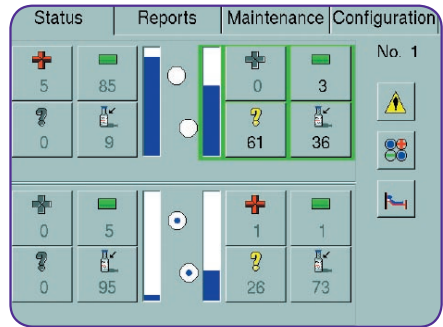 Status Reports Maintenance Configuration
No. 1
5 85 0 3
0 9 61 36
0 5 1 1
0 95 26 73